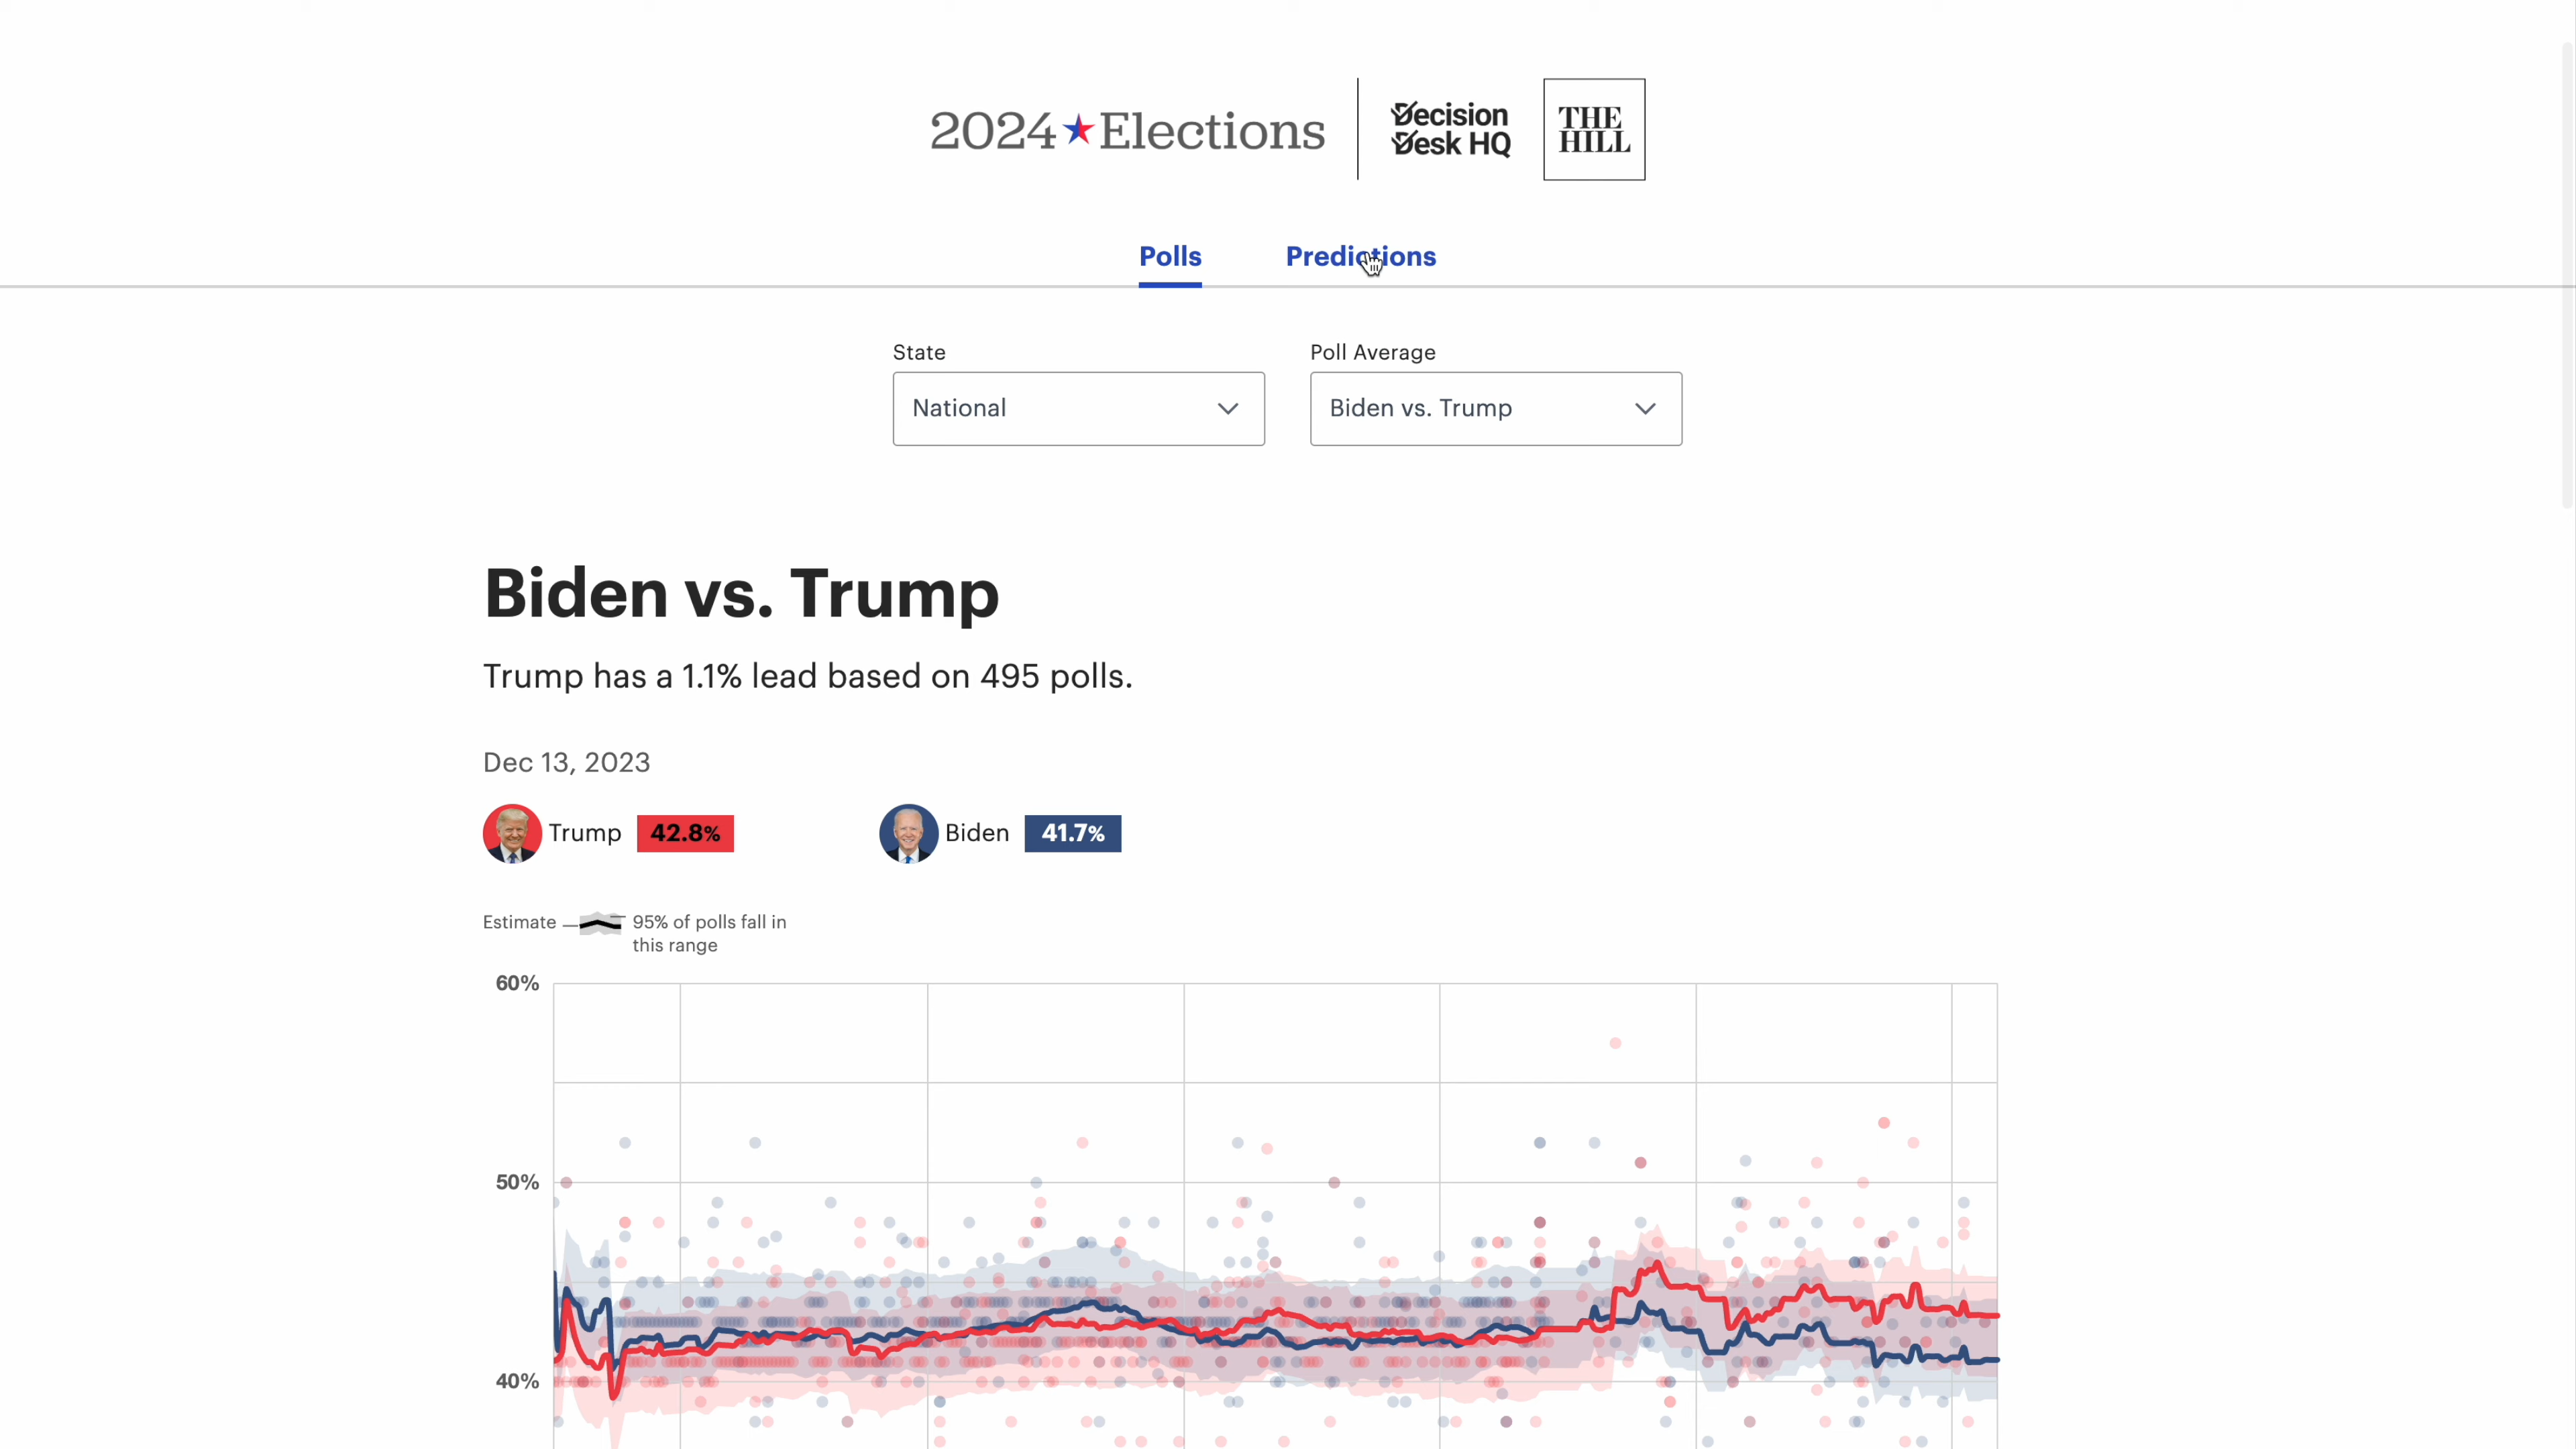 2024 Elections
Decision
Desk HQ
THE
HILL
Polls
Predictions
State
Poll Average
National
Biden vs. Trump
Biden vs. Trump
Trump has a 1.1% lead based on 495 polls.
Dec 13, 2023
Trump
42.8%
Biden
41.7%
Estimate
95% of polls fall in
this range
60%
50%
40%